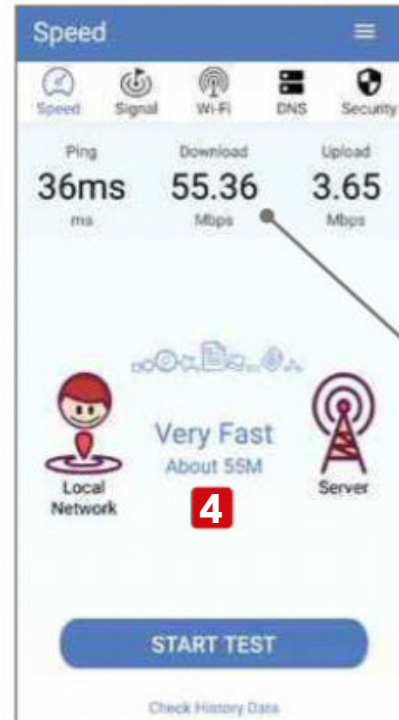 Speed
Speed Signal Wi-Fi DNS Security
Ping Download Upload
36ms 55.36 3.65
ms Mbps Mbps
Very Fast
About 55M
Local Network
Server
4
START TEST
Check History Data